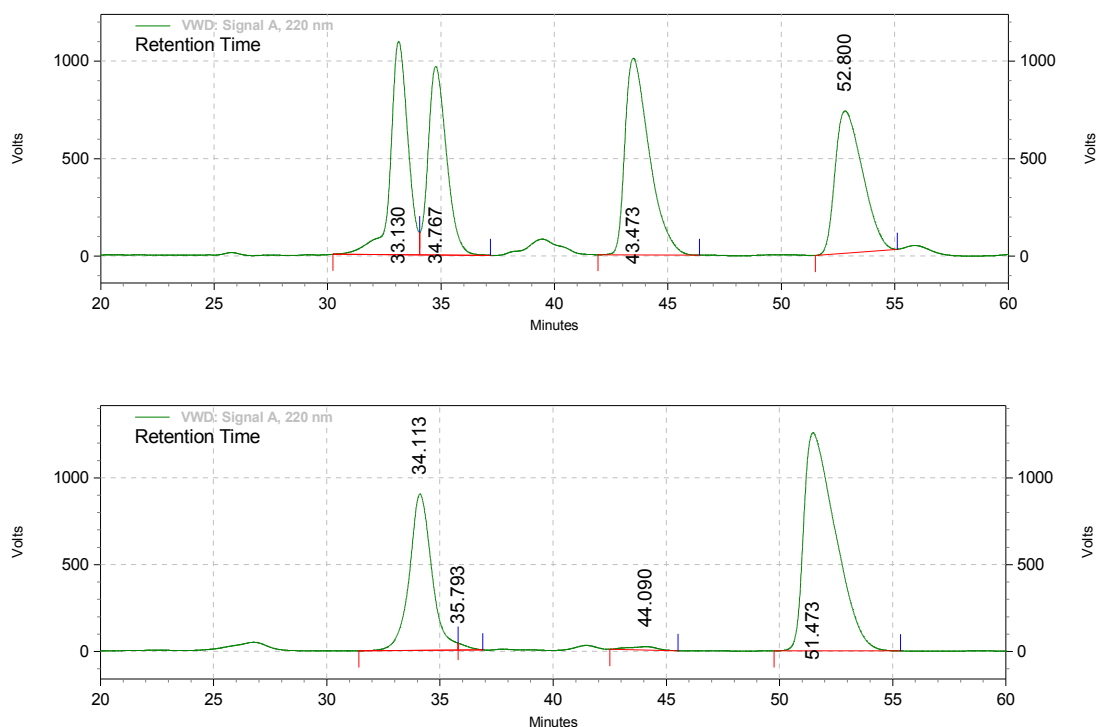 VWD: Signal A, 220 nm
Retention Time
1000 1000
500 500
0 0
Volts Volts
33.130 34.767 43.473 52.800
20 25 30 35 40 45 50 55 60
Minutes
VWD: Signal A, 220 nm
Retention Time
1000 1000
500 500
0 0
Volts Volts
34.113 35.793 44.090 51.473
20 25 30 35 40 45 50 55 60
Minutes